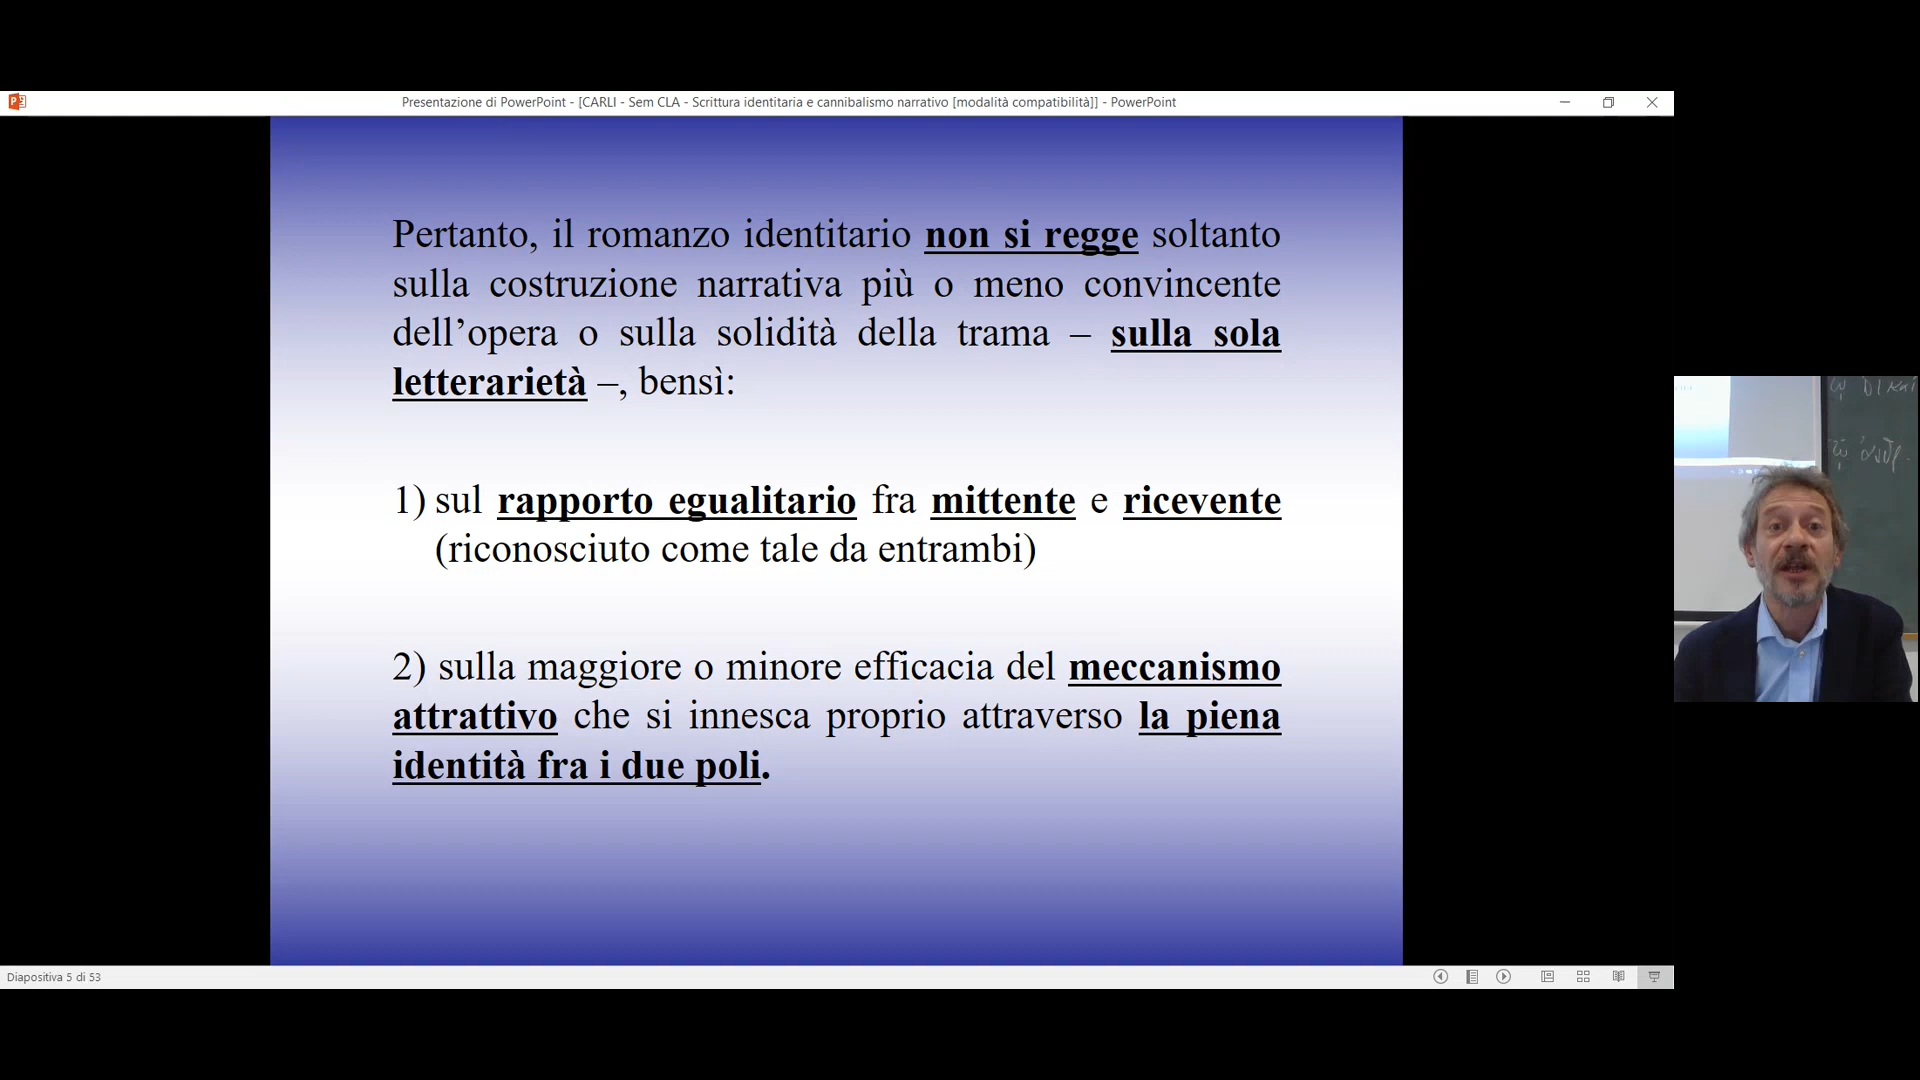 Presentazione di PowerPoint - [CARLI - Sem CLA - Scrittura identitaria e cannibalismo narrativo [modalità compatibilità]] - PowerPoint
Pertanto, il romanzo identitario non si regge soltanto
sulla costruzione narrativa più o meno convincente
dell’opera o sulla solidità della trama – sulla sola
letterarietà –, bensì:
1) sul rapporto egualitario fra mittente e ricevente
(riconosciuto come tale da entrambi)
2) sulla maggiore o minore efficacia del meccanismo
attrattivo che si innesca proprio attraverso la piena
identità fra i due poli.
Diapositiva 5 di 53